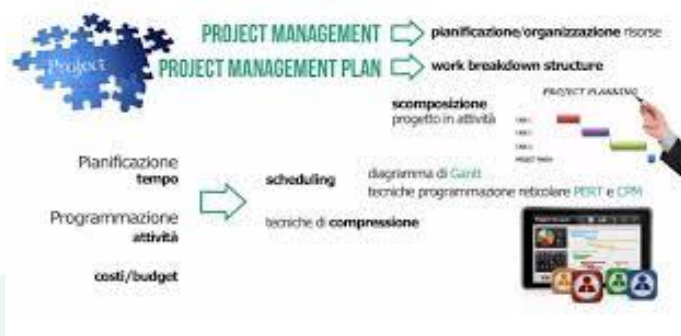 Project
PROJECT MANAGEMENT
pianificazione/organizzazione risorse
PROJECT MANAGEMENT PLAN
work breakdown structure
scomposizione
progetto in attività
PROJECT PLANNING
Pianificazione
tempo
scheduling
diagramma di Gantt
tecniche programmazione reticolare PERT e CPM
Programmazione
attività
tecniche di compressione
costi/budget